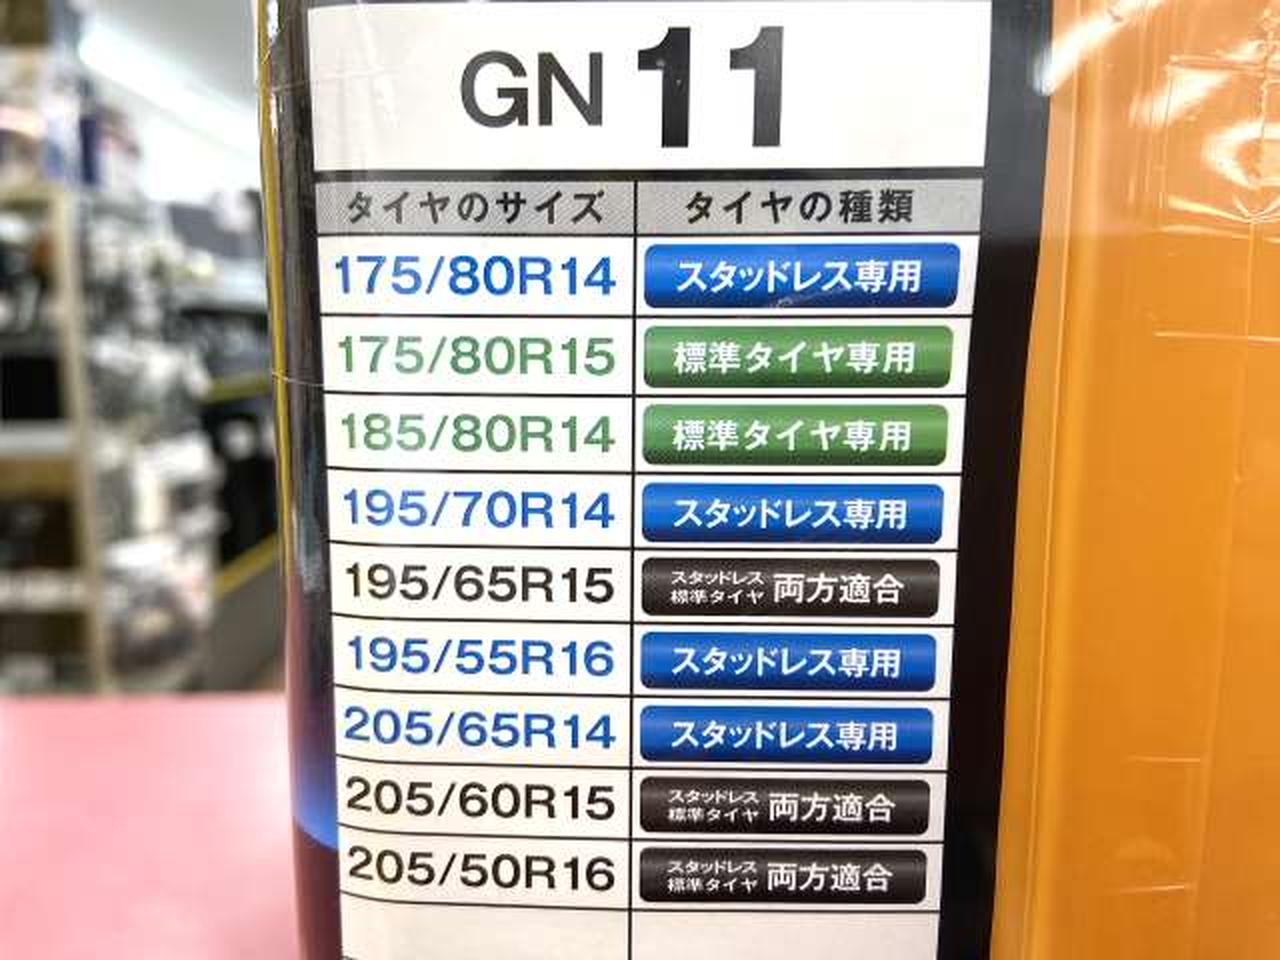 GN 11
タイヤのサイズ タイヤの種類
175/80R14 スタッドレス専用
175/80R15 標準タイヤ専用
185/80R14 標準タイヤ専用
195/70R14 スタッドレス専用
195/65R15 スタッドレス 標準タイヤ 両方適合
195/55R16 スタッドレス専用
205/65R14 スタッドレス専用
205/60R15 スタッドレス 標準タイヤ 両方適合
205/50R16 スタッドレス 標準タイヤ 両方適合